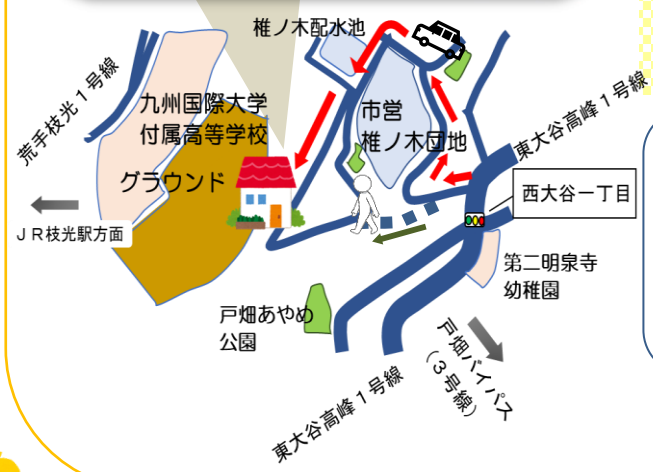 椎ノ木配水池
荒手枝光１号線
九州国際大学
付属高等学校
グラウンド
市営
椎ノ木団地
東大谷高峰１号線
西大谷一丁目
ＪＲ枝光駅方面
第二明泉寺
幼稚園
戸畑あやめ
公園
戸畑バイパス
（３号線）
東大谷高峰１号線